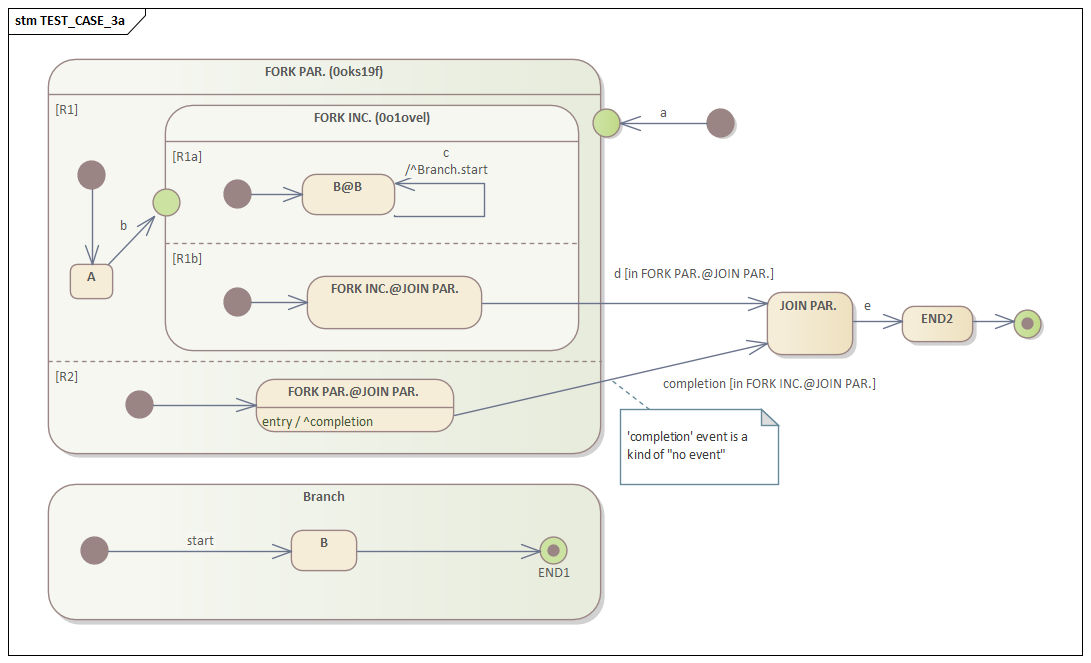 stm TEST_CASE_3a
FORK PAR. (0oks19f)
[R1]
FORK INC. (0o1ovel)
a
[R1a]
c
/^Branch.start
B@B
b
[R1b]
A
FORK INC.@JOIN PAR.
d [in FORK PAR.@JOIN PAR.]
JOIN PAR.
e
END2
[R2]
FORK PAR.@JOIN PAR.
entry / ^completion
completion [in FORK INC.@JOIN PAR.]
'completion' event is a
kind of "no event"
Branch
start
B
END1